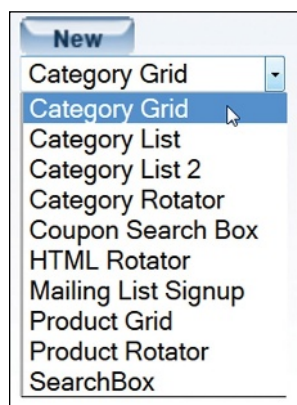 New
Category Grid
Category Grid
Category List
Category List 2
Category Rotator
Coupon Search Box
HTML Rotator
Mailing List Signup
Product Grid
Product Rotator
SearchBox